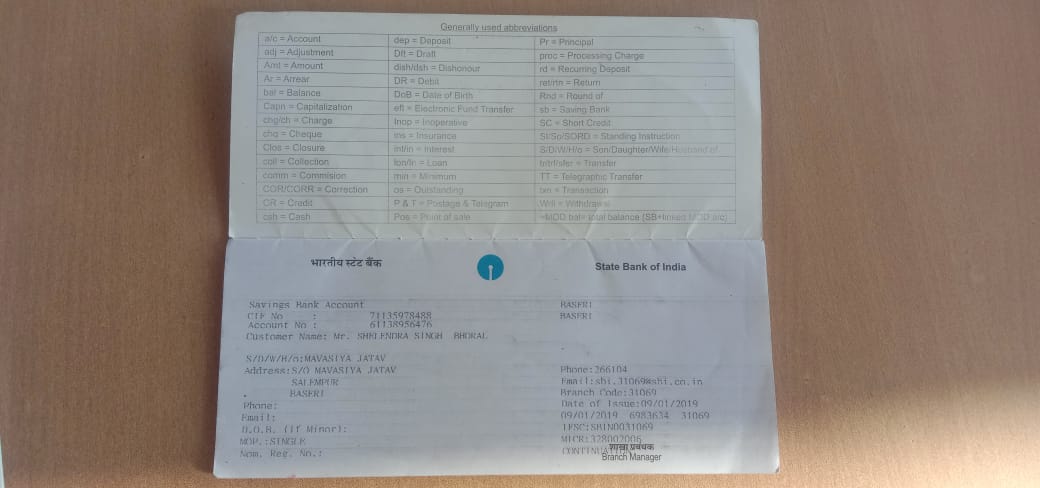 Generally used abbreviations
a/c = Account dep = Deposit Pr = Principal
adj = Adjustment Dft = Draft proc = Processing Charge
Amt = Amount dish/dsh = Dishonour rd = Recurring Deposit
Ar = Arrear DR = Debit ret/rtn = Return
bal = Balance DoB = Date of Birth Rnd = Round of
Capn = Capitalization eft = Electronic Fund Transfer sb = Saving Bank
chg/ch = Charge Inop = Inoperative SC = Short Credit
chq = Cheque ins = Insurance SI/So/SORD = Standing Instruction
Clos = Closure int/in = Interest S/D/W/H/o = Son/Daughter/Wife/Husband of
coll = Collection lon/ln = Loan tr/trf/sfer = Transfer
comm = Commision min = Minimum TT = Telegraphic Transfer
COR/CORR = Correction os = Outstanding txn = Transaction
CR = Credit P & T = Postage & Telegram = Withdrawal
csh = Cash Pos = Point of sale +MOD bal= total balance (SB+linked MOD a/c)
भारतीय स्टेट बैंक State Bank of India
Savings Bank Account BASERI
CIF No : 71135978488 BASERI
Account No : 61138956476
Customer Name: Mr. SHELENDRA SINGH BHORAL
S/D/W/H/o:MAVASIYA JATAV
Address:S/O MAVASIYA JATAV Phone:266104
SALEMPUR Email:sbi.31069@sbi.co.in
BASERI Branch Code:31069
Phone: Date of Issue:09/01/2019
Email: 09/01/2019 6983634 31069
D.O.B. (If Minor): IFSC:SBIN0031069
MOP.:SINGLE MICR:328002006
Nom. Reg. No.: CONTINUATION
शाखा प्रबंधक
Branch Manager